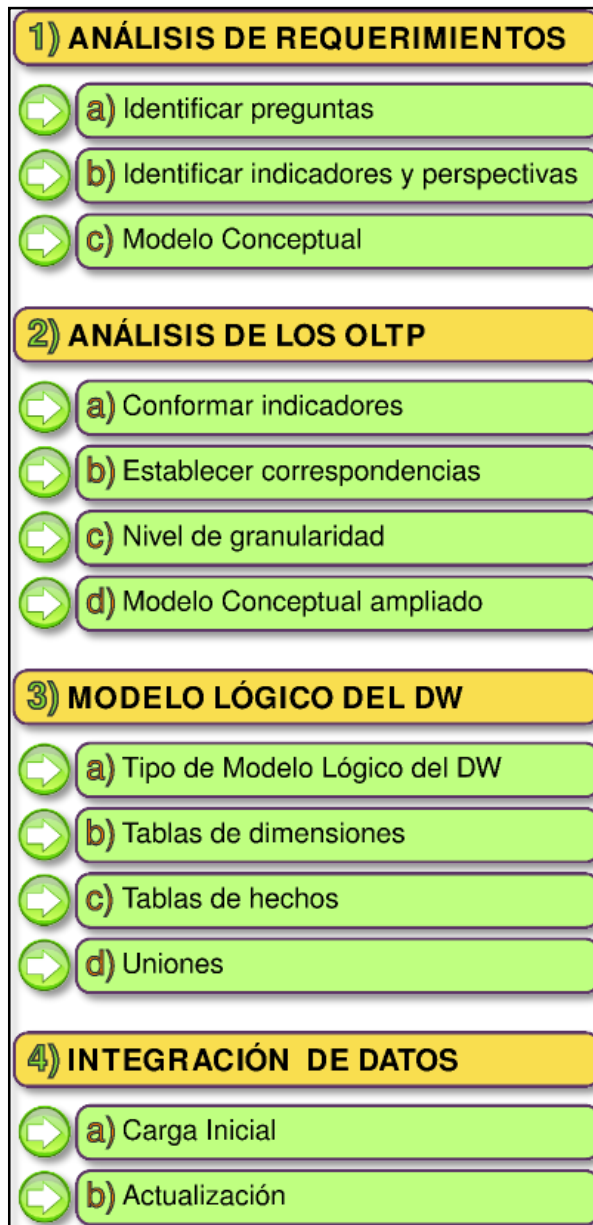 1) ANÁLISIS DE REQUERIMIENTOS
a) Identificar preguntas
b) Identificar indicadores y perspectivas
c) Modelo Conceptual
2) ANÁLISIS DE LOS OLTP
a) Conformar indicadores
b) Establecer correspondencias
c) Nivel de granularidad
d) Modelo Conceptual ampliado
3) MODELO LÓGICO DEL DW
a) Tipo de Modelo Lógico del DW
b) Tablas de dimensiones
c) Tablas de hechos
d) Uniones
4) INTEGRACIÓN DE DATOS
a) Carga Inicial
b) Actualización